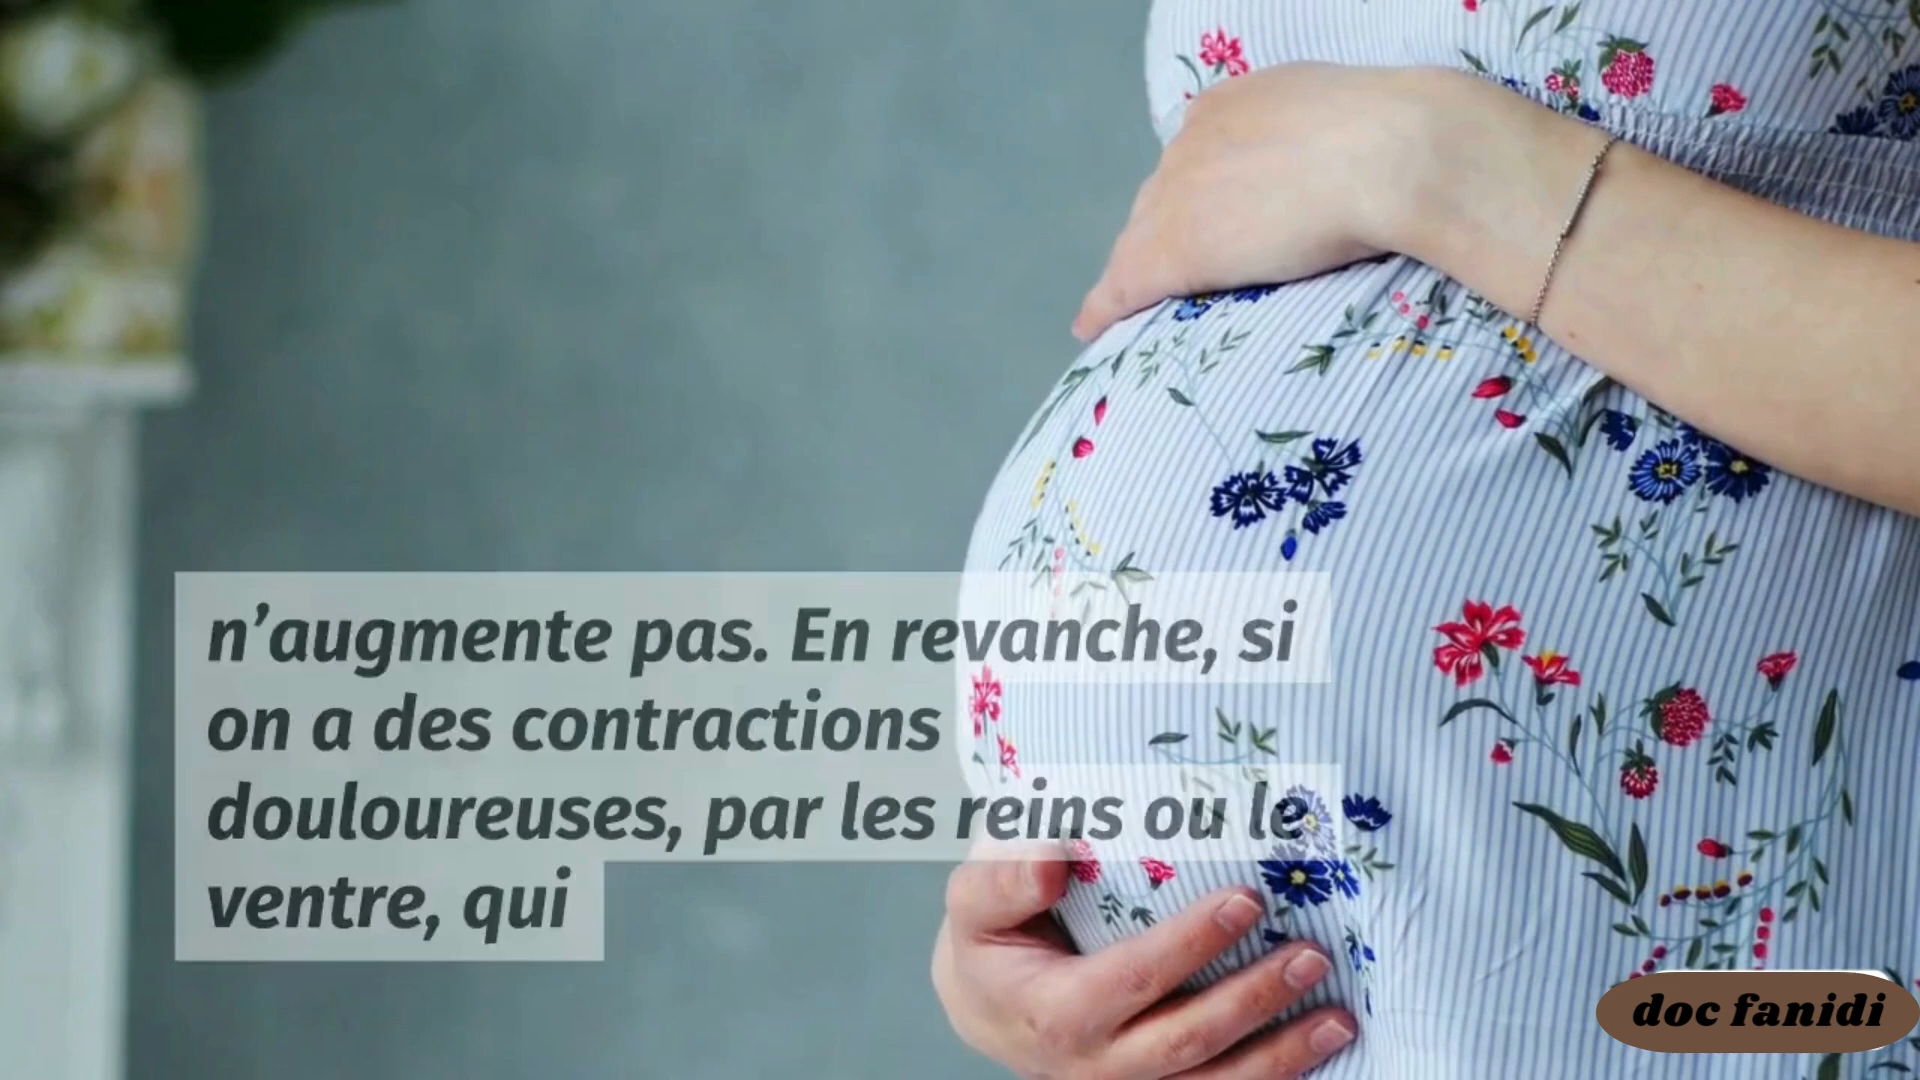 n’augmente pas. En revanche, si
on a des contractions
douloureuses, par les reins ou le
ventre, qui
doc fanidi